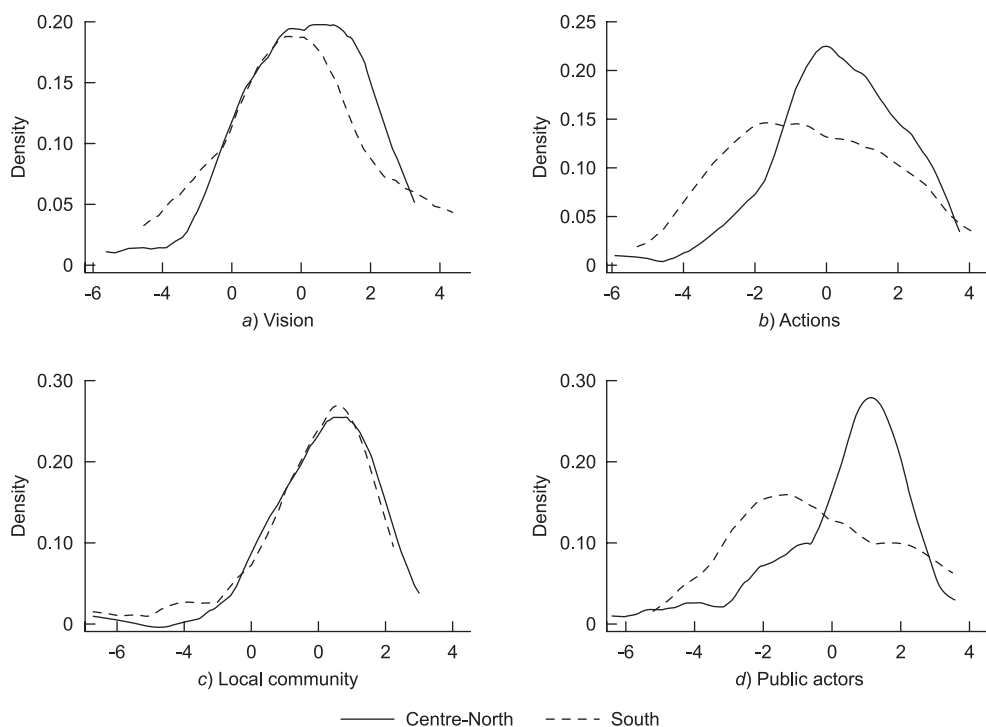 0.20
0.15
0.10
0.05
0
Density
-6 -4 0 0 2 4
a) Vision
0.25
0.20
0.15
0.10
0.05
0
Density
-6 -4 -2 0 2 4
b) Actions
0.30
0.20
0.10
0
Density
-6 -4 0 0 2 4
c) Local community
0.30
0.20
0.10
0
Density
-6 -4 -2 0 2 4
d) Public actors
Centre-North South